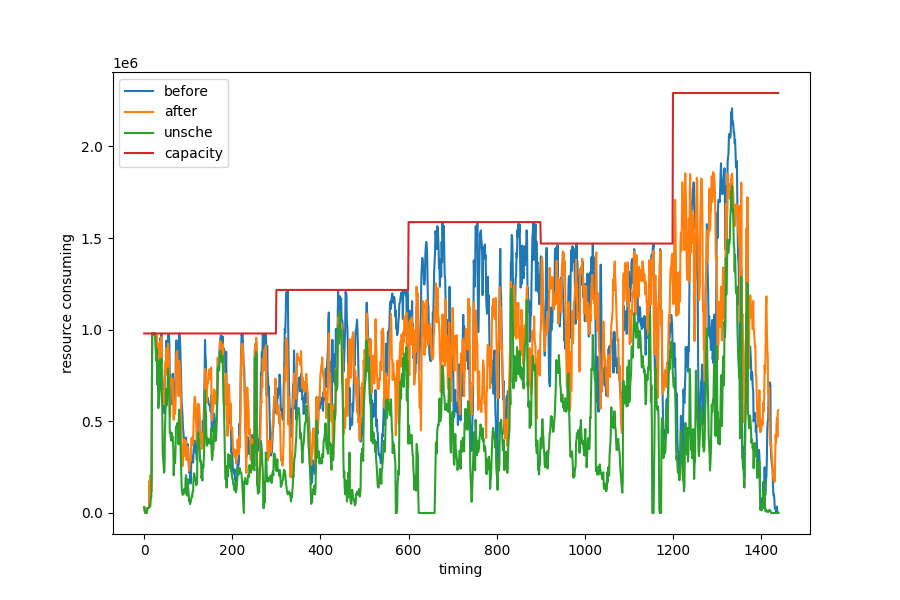 1e6
before
after
unsche
capacity
2.0
1.5
1.0
0.5
0.0
resource consuming
0 200 400 600 800 1000 1200 1400
timing